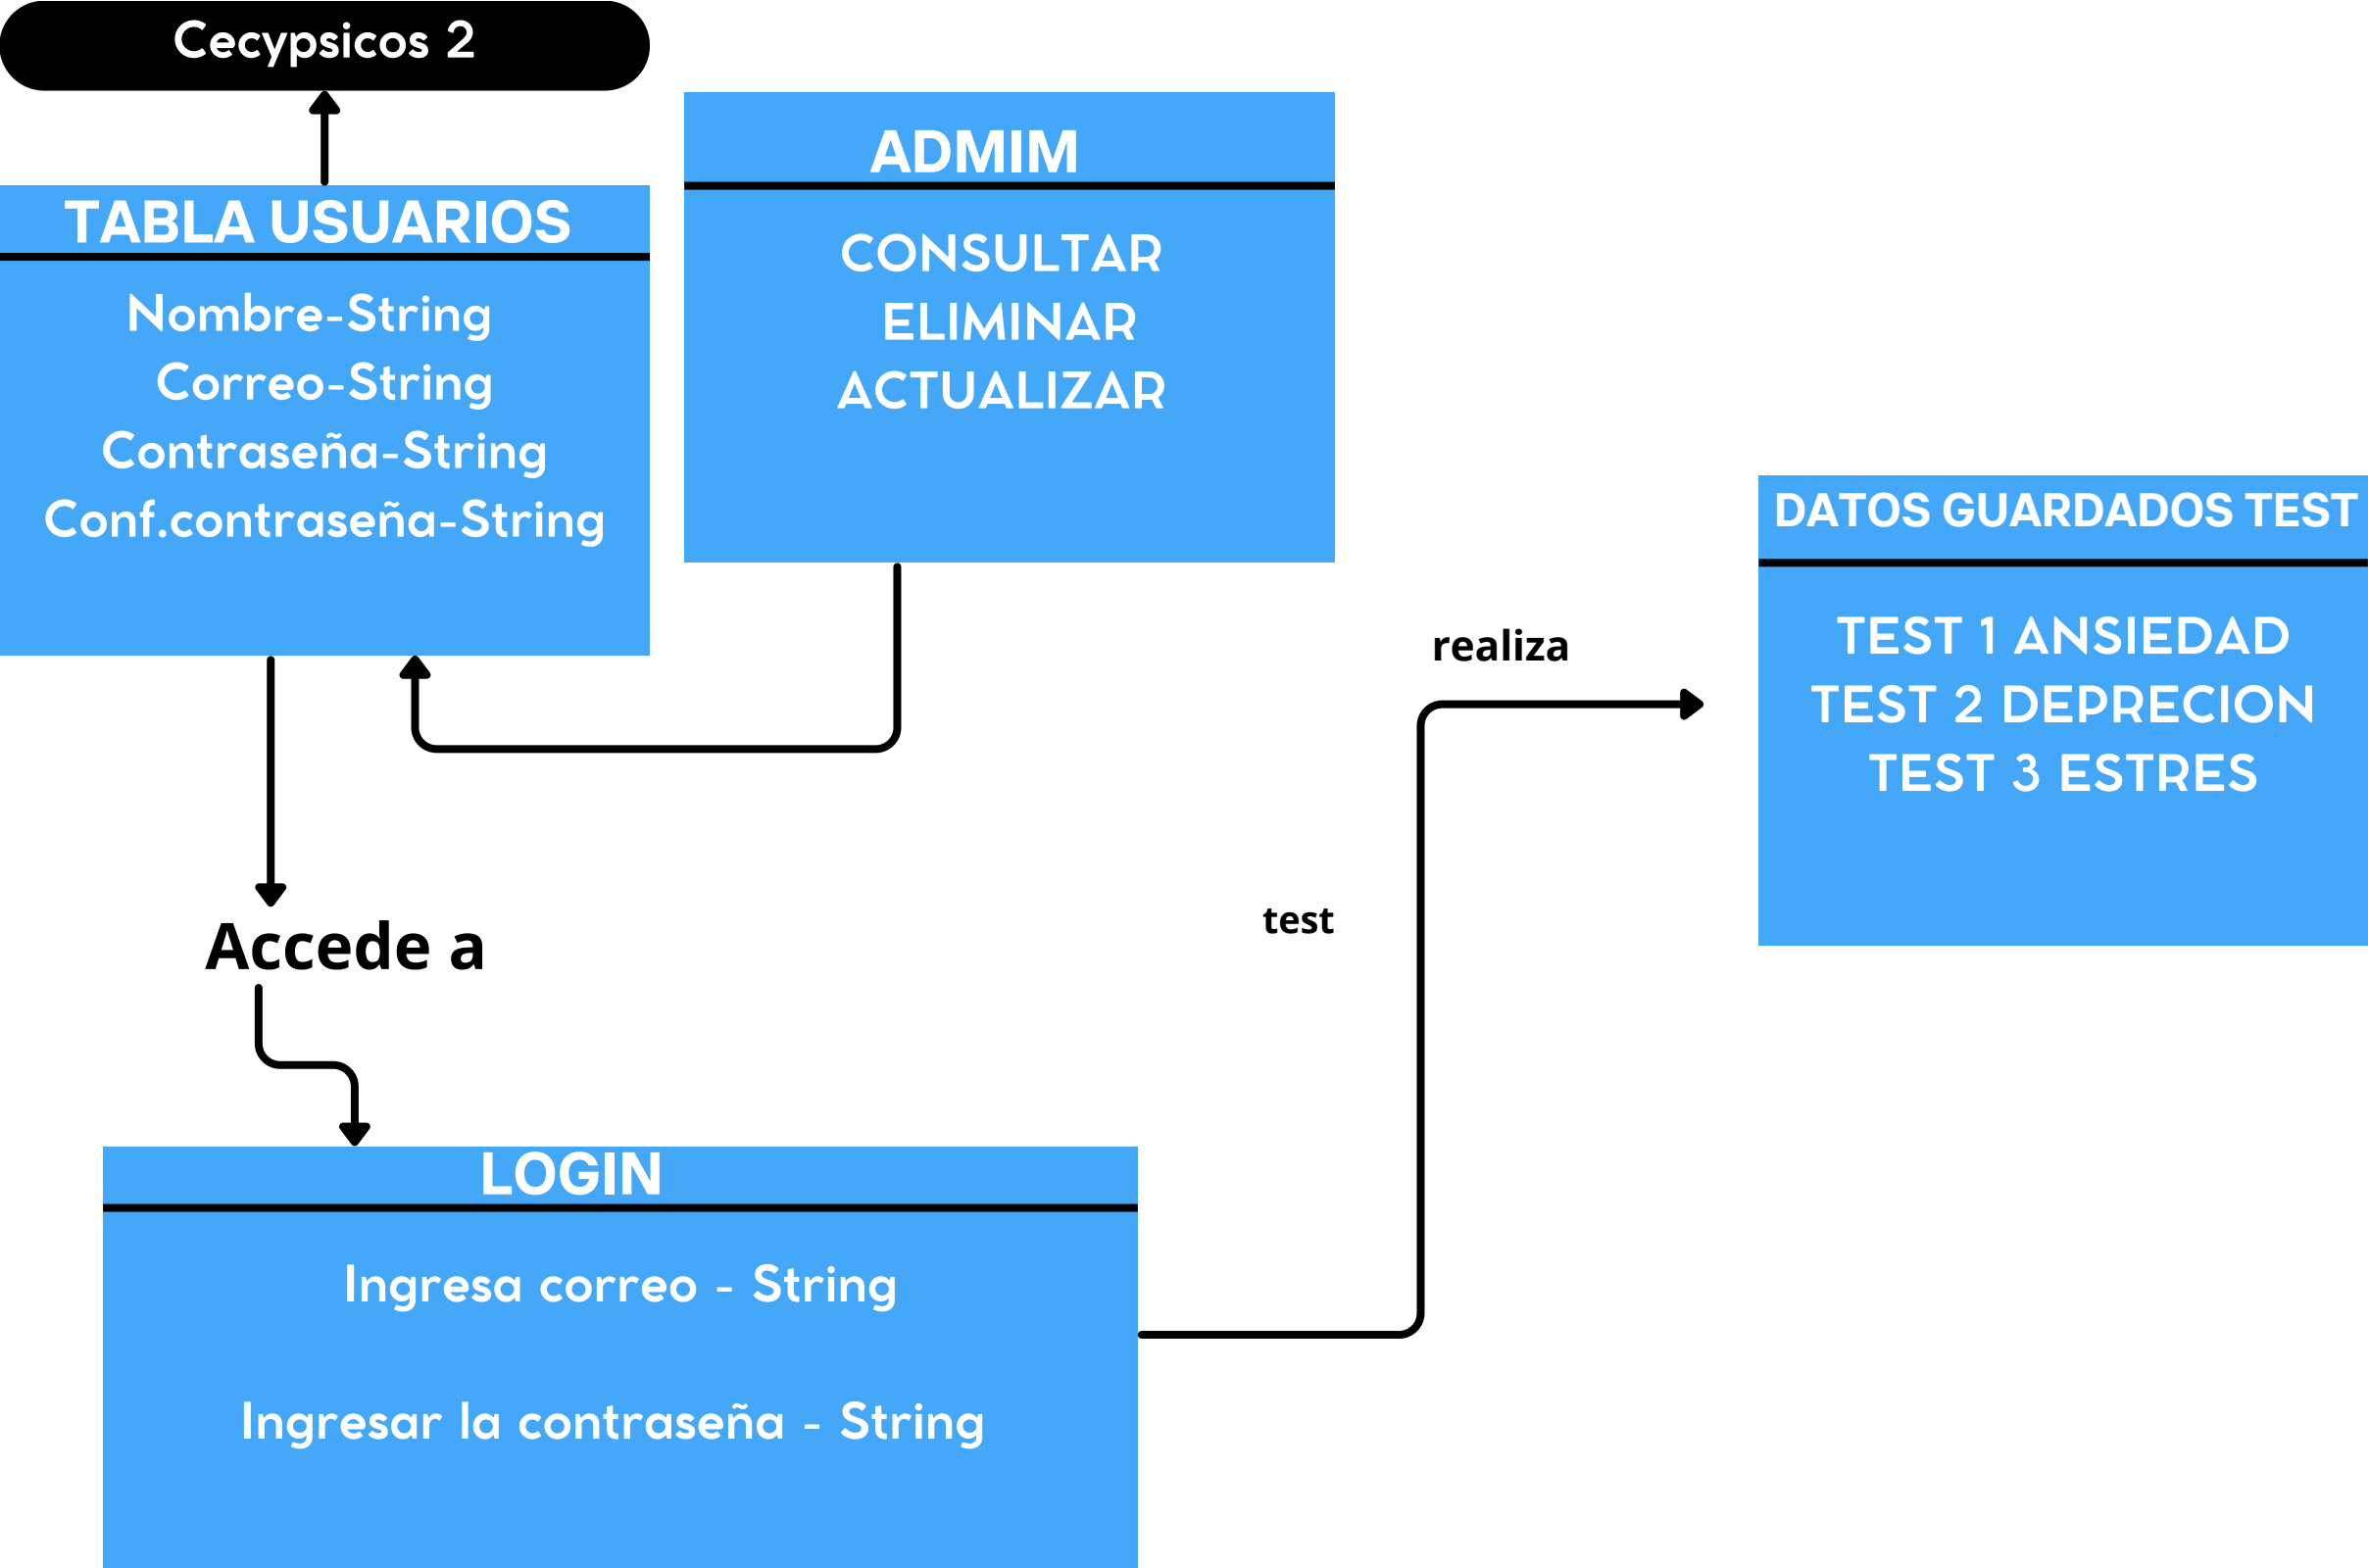 Cecypsicos 2
TABLA USUARIOS
Nombre-String
Correo-String
Contraseña-String
Conf.contraseña-String
ADMIM
CONSULTAR
ELIMINAR
ACTUALIZAR
DATOS GUARDADOS TEST
TEST 1 ANSIEDAD
TEST 2 DEPRECION
TEST 3 ESTRES
realiza
test
Accede a
LOGIN
Ingresa correo - String
Ingresar la contraseña - String